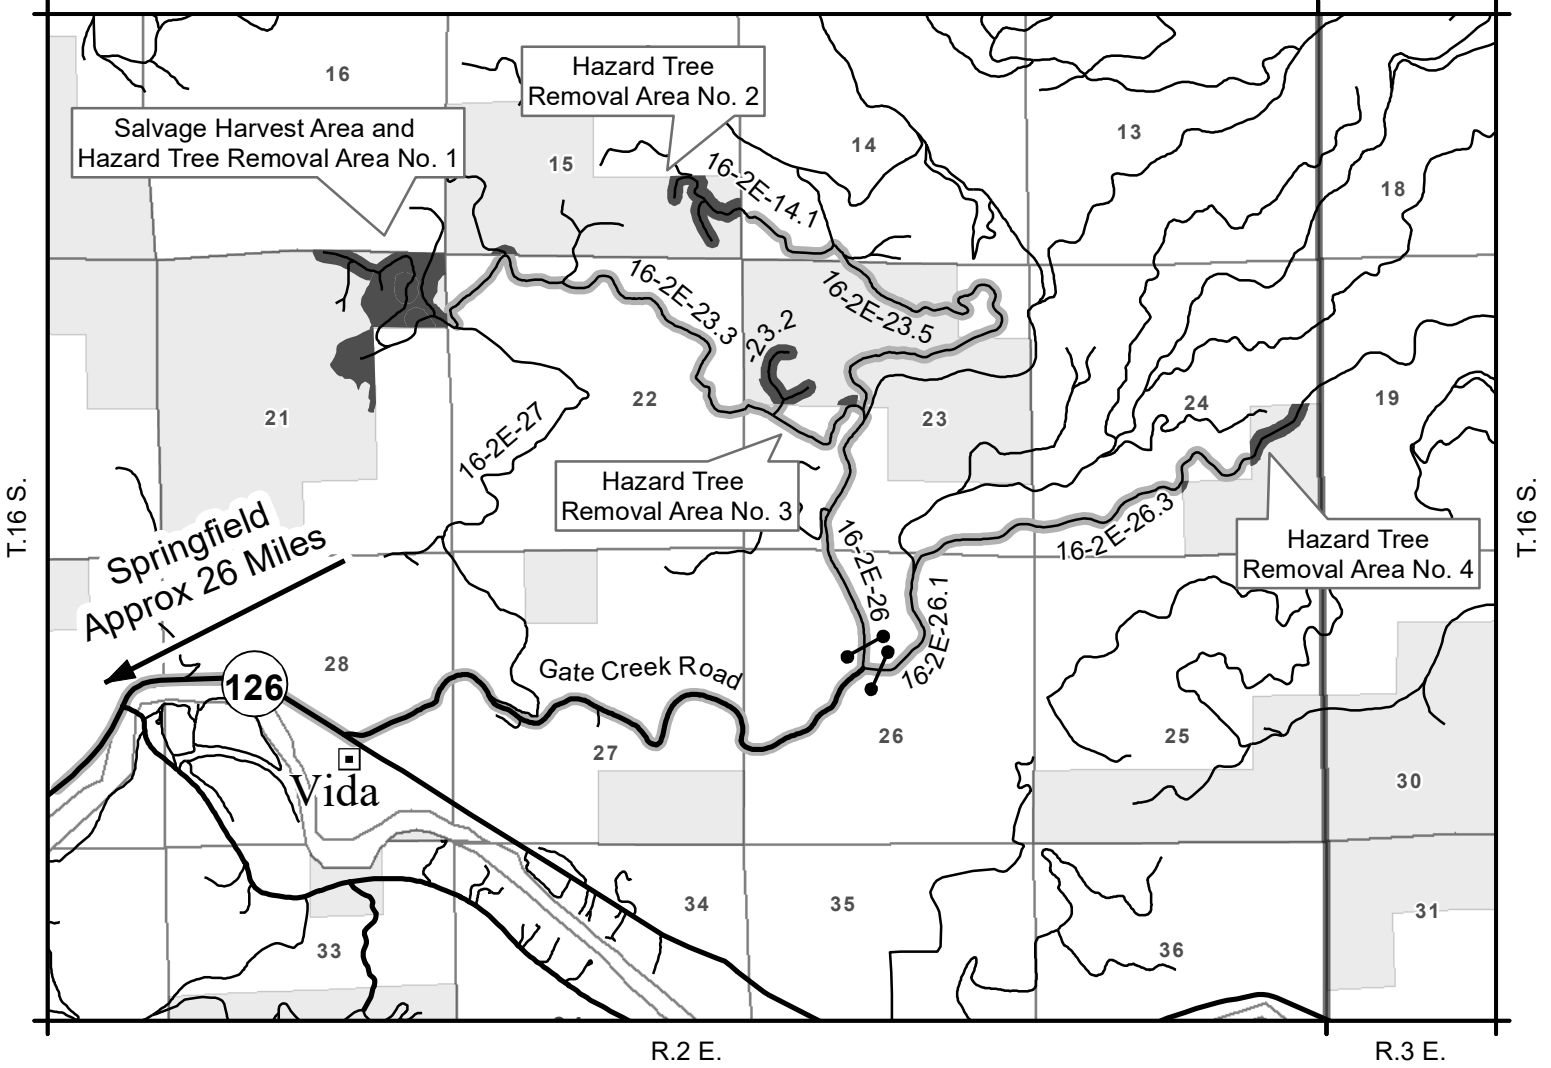 16
Hazard Tree
Removal Area No. 2
Salvage Harvest Area and
Hazard Tree Removal Area No. 1
15
14
13
18
16-2E-14.1
16-2E-23.3
16-2E-23.5
-23.2
21
22
23
24
19
16-2E-27
Hazard Tree
Removal Area No. 3
T.16 S.
T.16 S.
Springfield
Approx 26 Miles
16-2E-26
16-2E-26.3
Hazard Tree
Removal Area No. 4
16-2E-26.1
28
126
Gate Creek Road
27
26
25
30
Vida
34
35
31
33
36
R.2 E.
R.3 E.